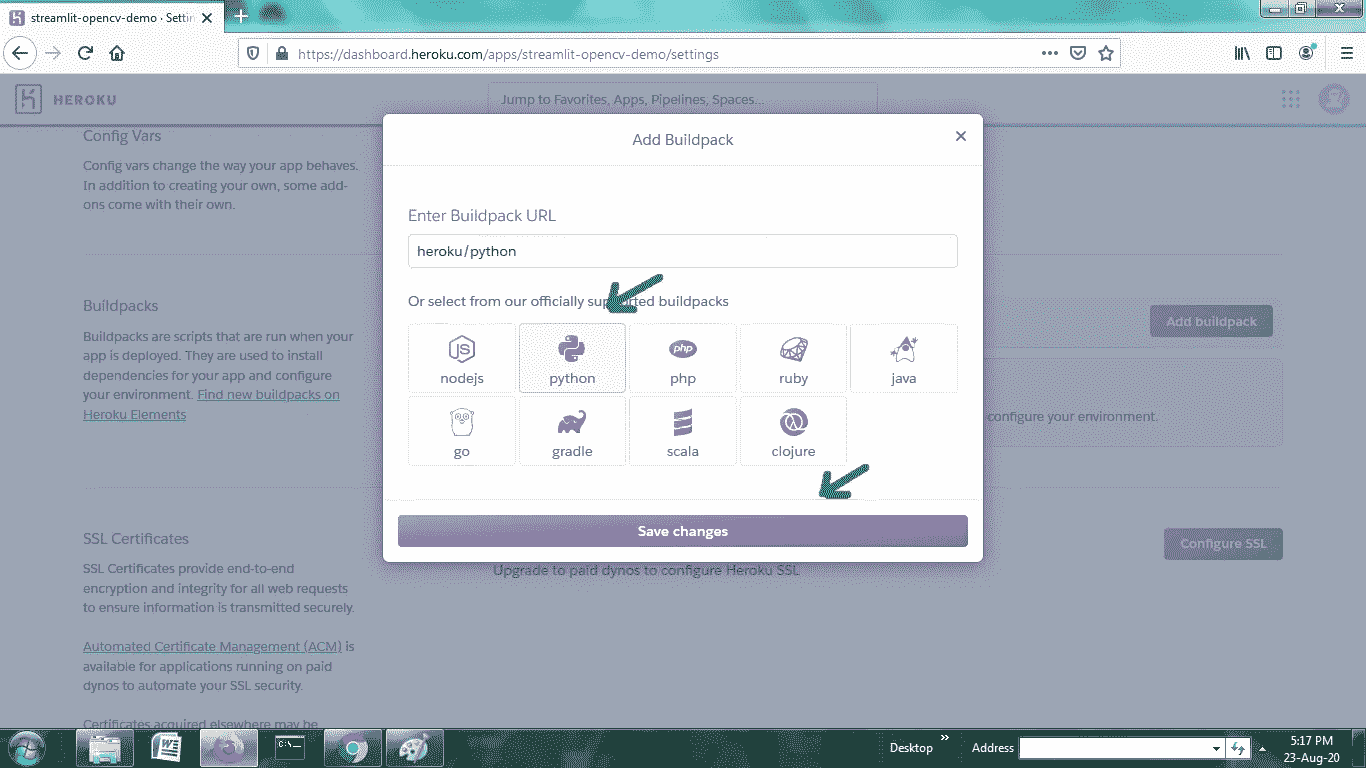 streamlit-opencv-demo · Settin
https://dashboard.heroku.com/apps/streamlit-opencv-demo/settings
HEROKU
Jump to Favorites, Apps, Pipelines, Spaces...
Config Vars
Config vars change the way your app behaves.
In addition to creating your own, some add-
ons come with their own.
Buildpacks
Buildpacks are scripts that are run when your
app is deployed. They are used to install
dependencies for your app and configure
your environment. Find new buildpacks on
Heroku Elements
Add buildpack
configure your environment.
SSL Certificates
SSL Certificates provide end-to-end
encryption and integrity for all web requests
to ensure information is transmitted securely.
Automated Certificate Management (ACM) is
available for applications running on paid
dynos to automate your SSL security.
Certificates acquired elsewhere may be
Configure SSL
Upgrade to paid dynos to configure Heroku SSL
Add Buildpack
Enter Buildpack URL
heroku/python
Or select from our officially supported buildpacks
JS
nodejs
python
php
php
ruby
java
go
gradle
scala
clojure
Save changes
W
C:\
Desktop
Address
5:17 PM
23-Aug-20